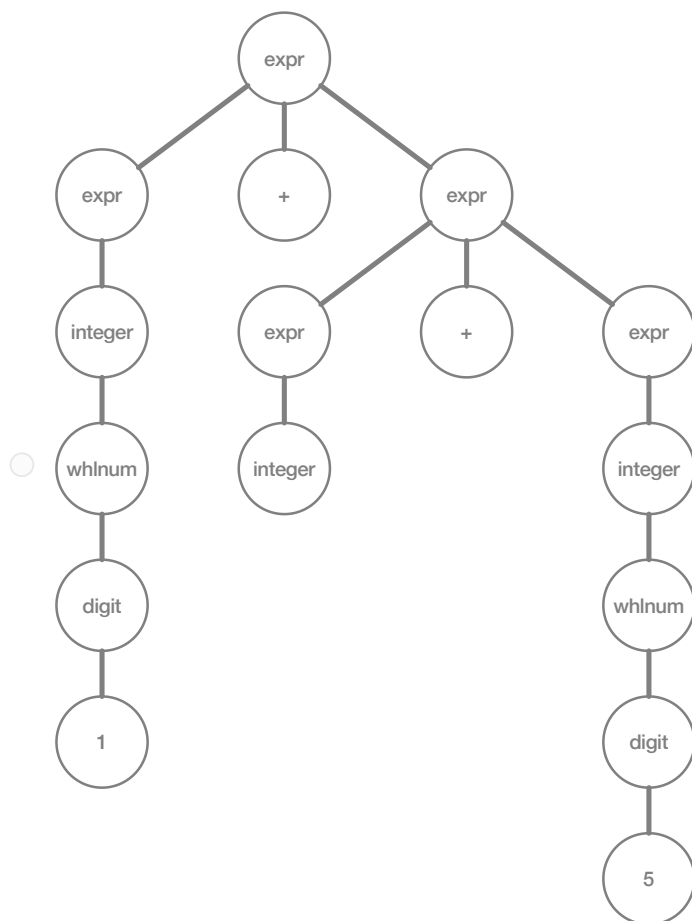 expr
expr + expr
integer expr + expr
whlnum integer integer
digit whlnum
1 digit
5